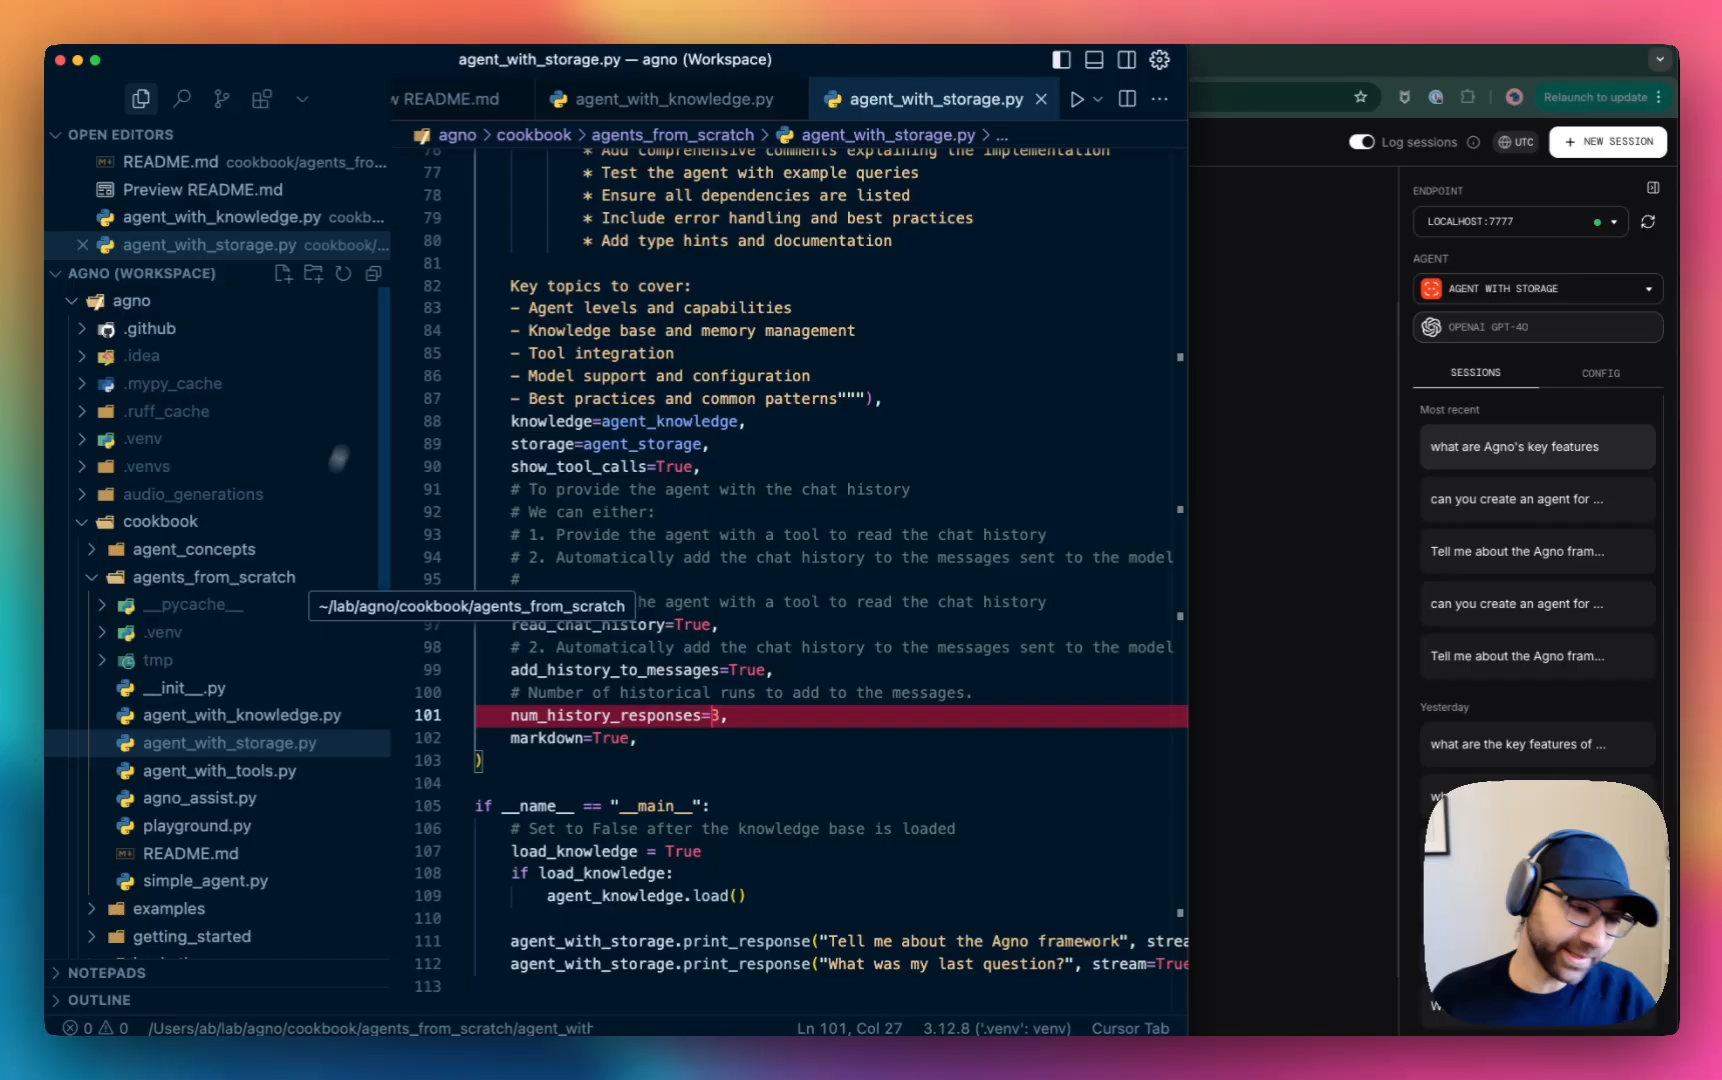 agent_with_storage.py — agno (Workspace)
w README.md
agent_with_knowledge.py
agent_with_storage.py
OPEN EDITORS
README.md cookbook/agents_fro...
Preview README.md
agent_with_knowledge.py cookb...
agent_with_storage.py cookbook/...
AGNO (WORKSPACE)
agno
.github
.idea
.mypy_cache
.ruff_cache
.venv
.venvs
audio_generations
cookbook
agent_concepts
agents_from_scratch
__pycache__
.venv
tmp
__init__.py
agent_with_knowledge.py
agent_with_storage.py
agent_with_tools.py
agno_assist.py
playground.py
README.md
simple_agent.py
examples
getting_started
NOTEPADS
OUTLINE
agno > cookbook > agents_from_scratch > agent_with_storage.py > ...
76 * Add comprehensive comments explaining the implementation
77 * Test the agent with example queries
78 * Ensure all dependencies are listed
79 * Include error handling and best practices
80 * Add type hints and documentation
81
82 Key topics to cover:
83 - Agent levels and capabilities
84 - Knowledge base and memory management
85 - Tool integration
86 - Model support and configuration
87 - Best practices and common patterns"""),
88 knowledge=agent_knowledge,
89 storage=agent_storage,
90 show_tool_calls=True,
91 # To provide the agent with the chat history
92 # We can either:
93 # 1. Provide the agent with a tool to read the chat history
94 # 2. Automatically add the chat history to the messages sent to the model
95 #
he agent with a tool to read the chat history
~/lab/agno/cookbook/agents_from_scratch
97 read_chat_history=True,
98 # 2. Automatically add the chat history to the messages sent to the model
99 add_history_to_messages=True,
100 # Number of historical runs to add to the messages.
101 num_history_responses=3,
102 markdown=True,
103 )
104
105 if __name__ == "__main__":
106 # Set to False after the knowledge base is loaded
107 load_knowledge = True
108 if load_knowledge:
109 agent_knowledge.load()
110
111 agent_with_storage.print_response("Tell me about the Agno framework", strea
112 agent_with_storage.print_response("What was my last question?", stream=True
113
0 0 /Users/ab/lab/agno/cookbook/agents_from_scratch/agent_with
Ln 101, Col 27
3.12.8 ('.venv': venv)
Cursor Tab
Relaunch to update
Log sessions
UTC
+ NEW SESSION
ENDPOINT
LOCALHOST:7777
AGENT
AGENT WITH STORAGE
OPENAI GPT-4O
SESSIONS
CONFIG
Most recent
what are Agno's key features
can you create an agent for ...
Tell me about the Agno fram...
can you create an agent for ...
Tell me about the Agno fram...
Yesterday
what are the key features of ...